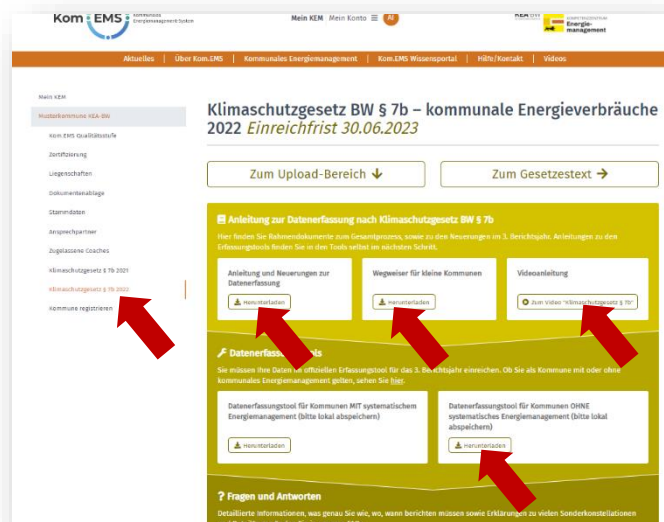 Kom EMS kommunales
Energiemanagement-System
Mein KEM Mein Konto AI
KEA-BW
KOMPETENZZENTRUM
Energie-
management
Aktuelles | Über Kom.EMS | Kommunales Energiemanagement | Kom.EMS Wissensportal | Hilfe/Kontakt | Videos
Mein KEM
Musterkommune KEA-BW
Kom.EMS Qualitätsstufe
Zertifizierung
Liegenschaften
Dokumentenablage
Stammdaten
Ansprechpartner
Zugelassene Coaches
Klimaschutzgesetz § 7b 2021
Klimaschutzgesetz § 7b 2022
Kommune registrieren
Klimaschutzgesetz BW § 7b – kommunale Energieverbräuche
2022 Einreichfrist 30.06.2023
Zum Upload-Bereich
Zum Gesetzestext
Anleitung zur Datenerfassung nach Klimaschutzgesetz BW § 7b
Hier finden Sie Rahmendokumente zum Gesamtprozess, sowie zu den Neuerungen im 3. Berichtsjahr. Anleitungen zu den
Erfassungstools finden Sie in den Tools selbst im nächsten Schritt.
Anleitung und Neuerungen zur
Datenerfassung
Herunterladen
Wegweiser für kleine Kommunen
Herunterladen
Videoanleitung
Zum Video "Klimaschutzgesetz § 7b"
Sie müssen Ihre Daten im offiziellen Erfassungstool für das 3. Berichtsjahr einreichen. Ob Sie als Kommune mit oder ohne
kommunales Energiemanagement gelten, sehen Sie hier.
Datenerfassungstool für Kommunen MIT systematischem
Energiemanagement (bitte lokal abspeichern)
Herunterladen
Datenerfassungstool für Kommunen OHNE
systematisches Energiemanagement (bitte lokal
abspeichern)
Herunterladen
Fragen und Antworten
Detaillierte Informationen, was genau Sie wie, wo, wann berichten müssen sowie Erklärungen zu vielen Sonderkonstellationen